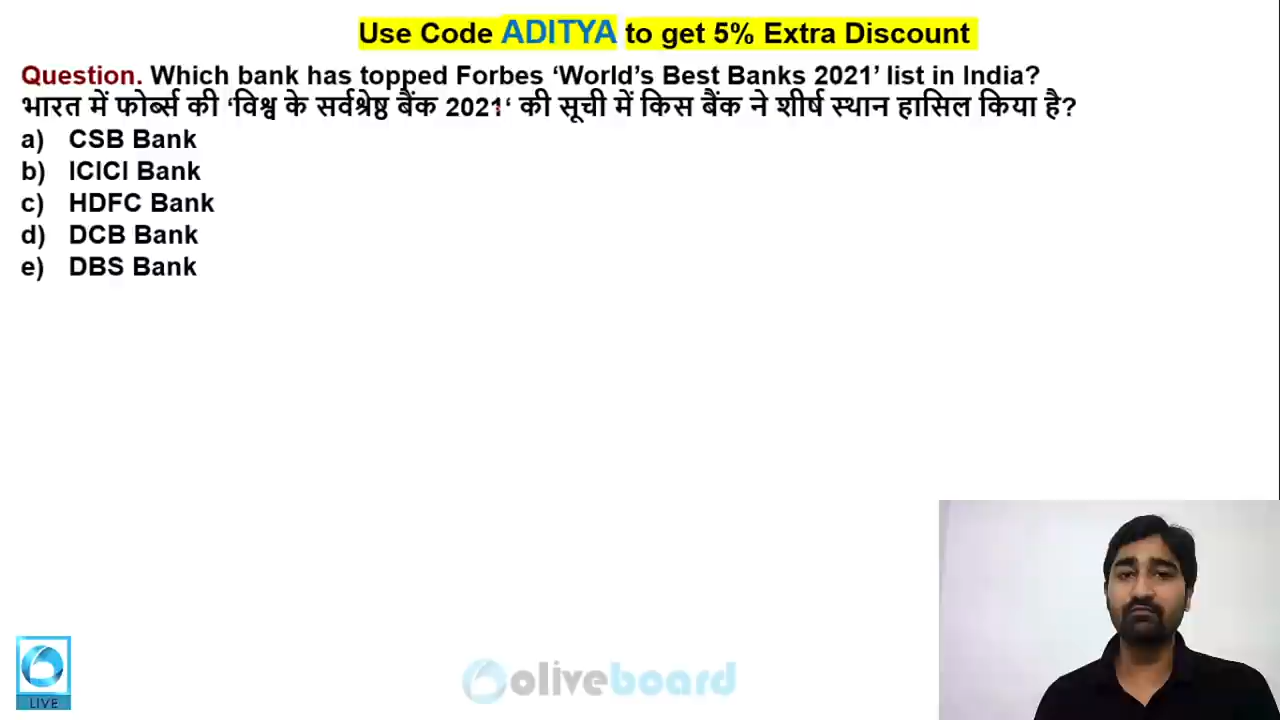 Use Code ADITYA to get 5% Extra Discount
Question. Which bank has topped Forbes ‘World’s Best Banks 2021’ list in India?
भारत में फोर्ब्स की ‘विश्व के सर्वश्रेष्ठ बैंक 2021‘ की सूची में किस बैंक ने शीर्ष स्थान हासिल किया है?
a) CSB Bank
b) ICICI Bank
c) HDFC Bank
d) DCB Bank
e) DBS Bank
LIVE
oliveboard